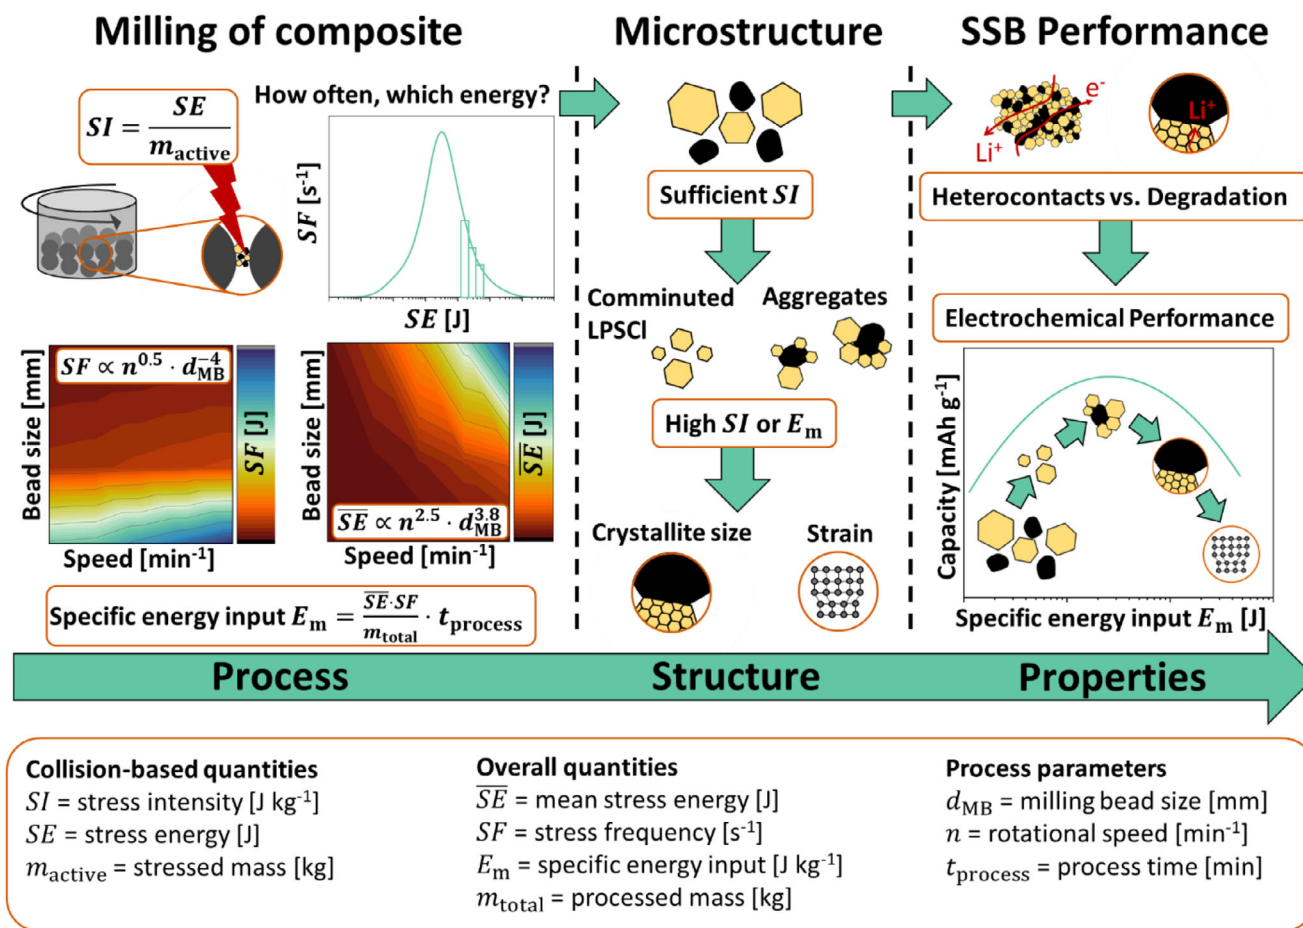 Milling of composite
Microstructure
SSB Performance
SI = SE / m_active
How often, which energy?
SF [s⁻¹]
SE [J]
SF ∝ n^0.5 · d_MB^−4
Bead size [mm]
Speed [min⁻¹]
SF [J]
S̅E̅ ∝ n^2.5 · d_MB^3.8
Bead size [mm]
Speed [min⁻¹]
S̅E̅ [J]
Specific energy input E_m = S̅E̅·SF / m_total · t_process
Sufficient SI
Comminuted
LPSCl
Aggregates
High SI or E_m
Crystallite size
Strain
Li⁺
e⁻
Li⁺
Heterocontacts vs. Degradation
Electrochemical Performance
Capacity [mAh g⁻¹]
Specific energy input E_m [J]
Process
Structure
Properties
Collision-based quantities
SI = stress intensity [J kg⁻¹]
SE = stress energy [J]
m_active = stressed mass [kg]
Overall quantities
S̅E̅ = mean stress energy [J]
SF = stress frequency [s⁻¹]
E_m = specific energy input [J kg⁻¹]
m_total = processed mass [kg]
Process parameters
d_MB = milling bead size [mm]
n = rotational speed [min⁻¹]
t_process = process time [min]